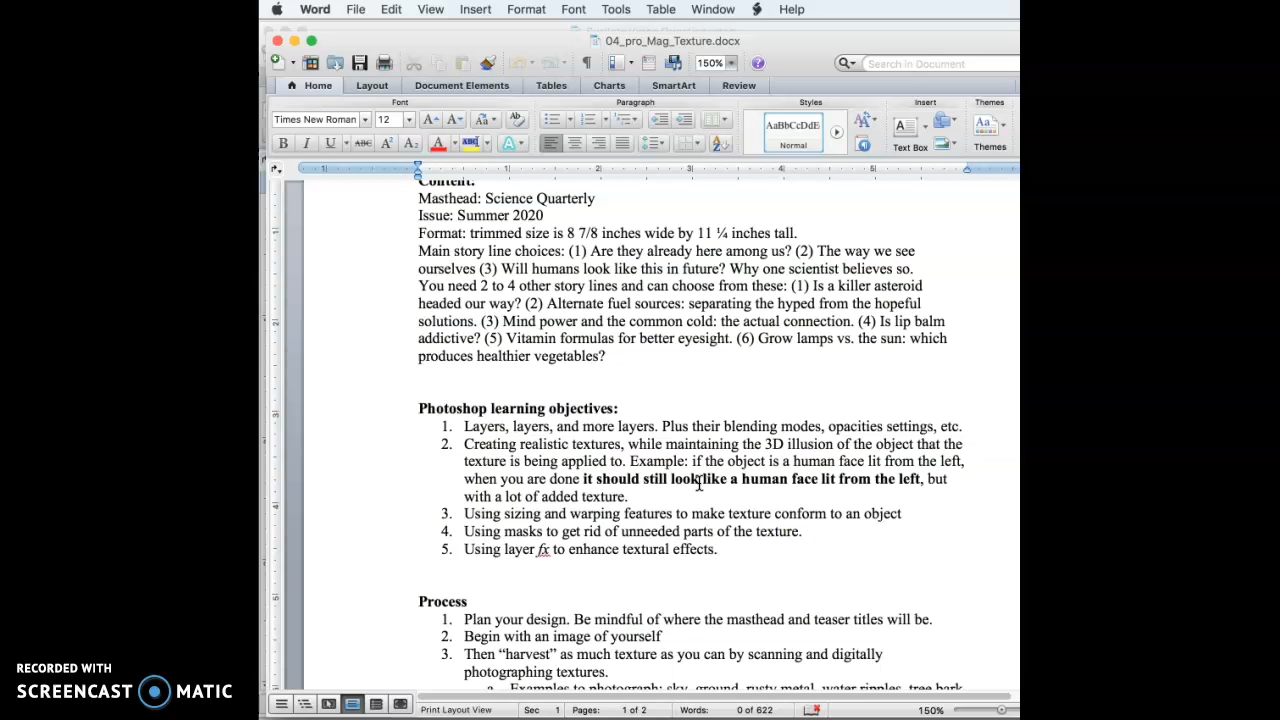 Word File Edit View Insert Format Font Tools Table Window Help
04_pro_Mag_Texture.docx
150% Search in Document
Home Layout Document Elements Tables Charts SmartArt Review
Font Paragraph Styles Insert Themes
Times New Roman 12 AaBbCcDdE
Normal Text Box Themes
Content:
Masthead: Science Quarterly
Issue: Summer 2020
Format: trimmed size is 8 7/8 inches wide by 11 ¼ inches tall.
Main story line choices: (1) Are they already here among us? (2) The way we see
ourselves (3) Will humans look like this in future? Why one scientist believes so.
You need 2 to 4 other story lines and can choose from these: (1) Is a killer asteroid
headed our way? (2) Alternate fuel sources: separating the hyped from the hopeful
solutions. (3) Mind power and the common cold: the actual connection. (4) Is lip balm
addictive? (5) Vitamin formulas for better eyesight. (6) Grow lamps vs. the sun: which
produces healthier vegetables?
Photoshop learning objectives:
1. Layers, layers, and more layers. Plus their blending modes, opacities settings, etc.
2. Creating realistic textures, while maintaining the 3D illusion of the object that the
texture is being applied to. Example: if the object is a human face lit from the left,
when you are done it should still look like a human face lit from the left, but
with a lot of added texture.
3. Using sizing and warping features to make texture conform to an object
4. Using masks to get rid of unneeded parts of the texture.
5. Using layer fx to enhance textural effects.
Process
1. Plan your design. Be mindful of where the masthead and teaser titles will be.
2. Begin with an image of yourself
3. Then “harvest” as much texture as you can by scanning and digitally
photographing textures.
a. Examples to photograph: sky, ground, rusty metal, water ripples, tree bark
Print Layout View Sec 1 Pages: 1 of 2 Words: 0 of 622 150%
RECORDED WITH
SCREENCAST MATIC